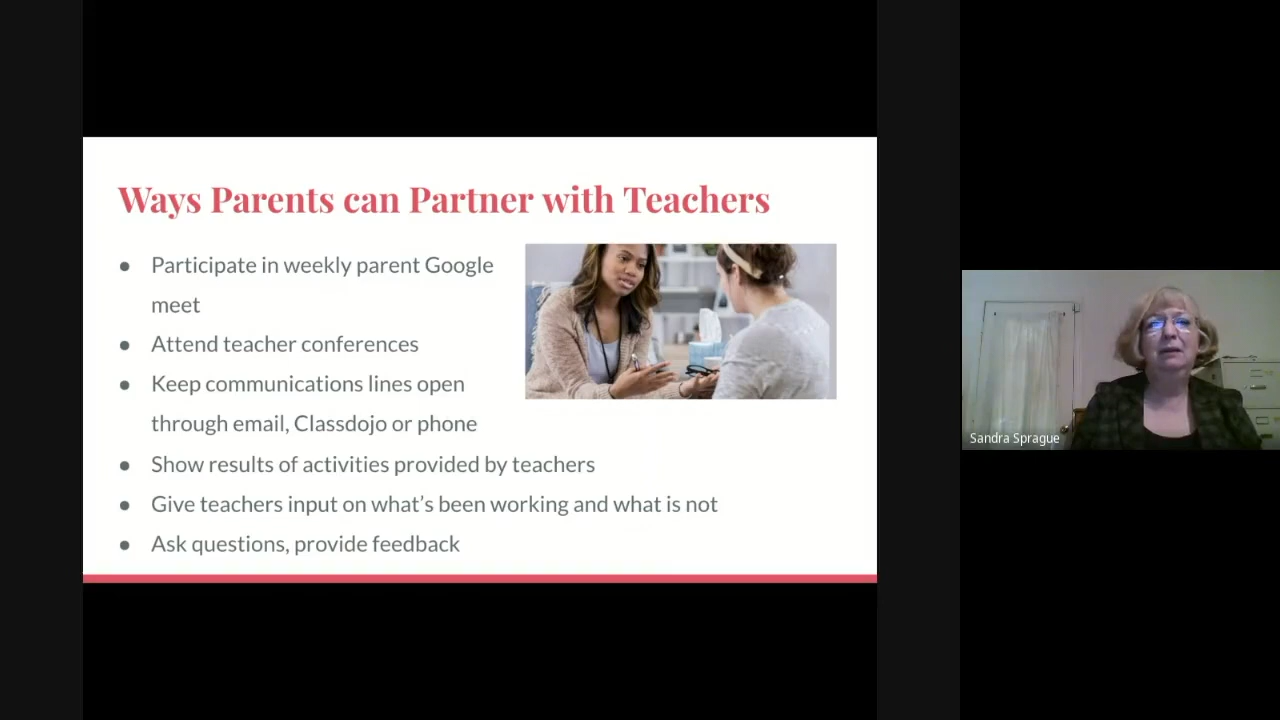 Ways Parents can Partner with Teachers
● Participate in weekly parent Google
meet
● Attend teacher conferences
● Keep communications lines open
through email, Classdojo or phone
● Show results of activities provided by teachers
● Give teachers input on what’s been working and what is not
● Ask questions, provide feedback
Sandra Sprague